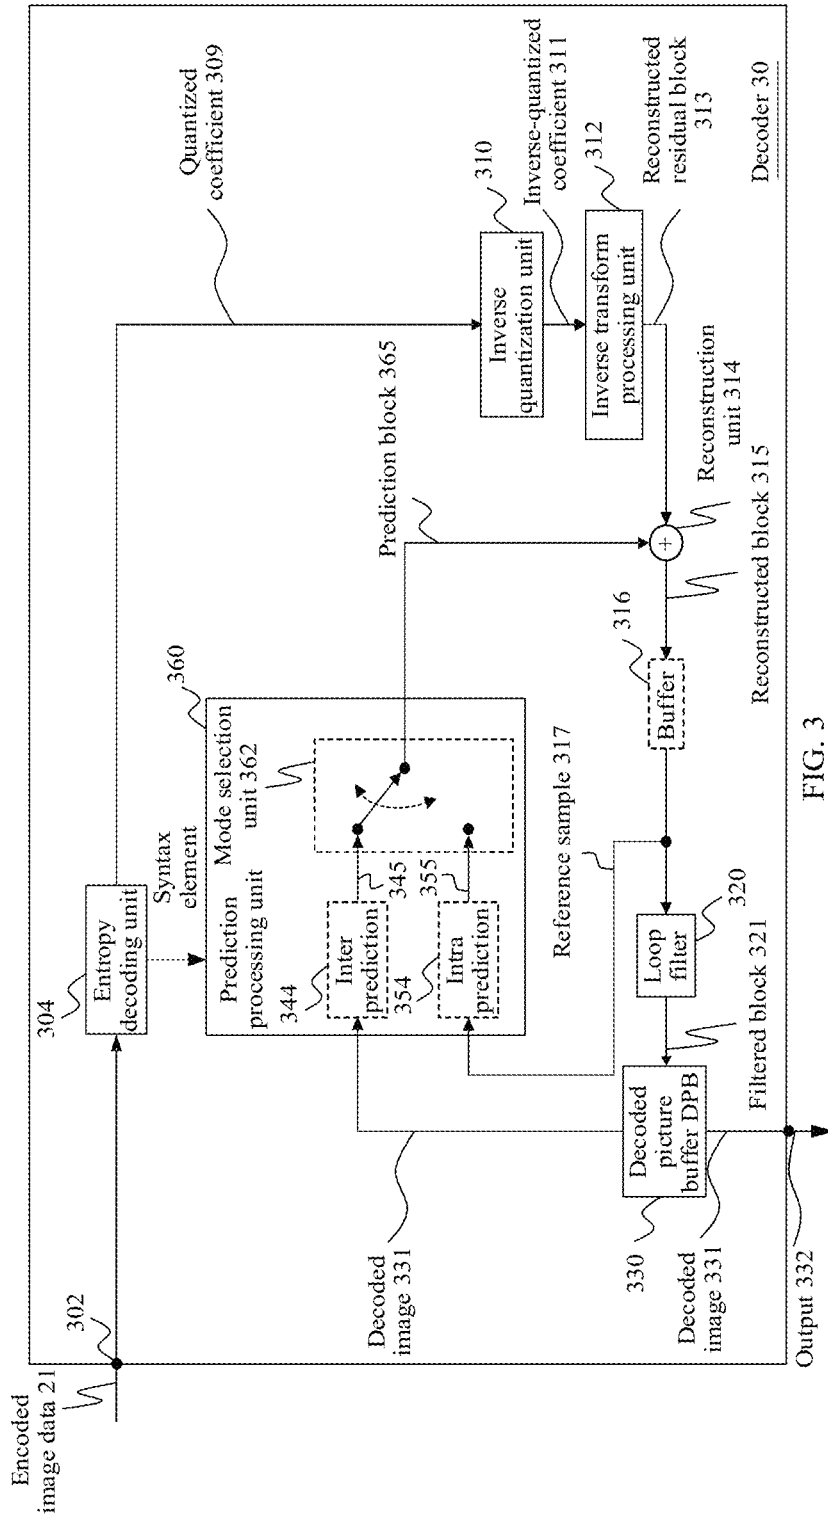 Encoded
image data 21
302
304
Entropy
decoding unit
Syntax
element
Quantized
coefficient 309
360
Prediction
processing unit
Mode selection
unit 362
344
Inter
prediction
345
354
Intra
prediction
355
Prediction block 365
310
Inverse
quantization unit
Inverse-quantized
coefficient 311
312
Inverse transform
processing unit
Reconstructed
residual block
313
Reconstruction
unit 314
+
Reconstructed block 315
316
Buffer
Reference sample 317
320
Loop
filter
Filtered block 321
Decoded
picture
buffer DPB
330
Decoded
image 331
Decoded
image 331
Output 332
Decoder 30
FIG. 3